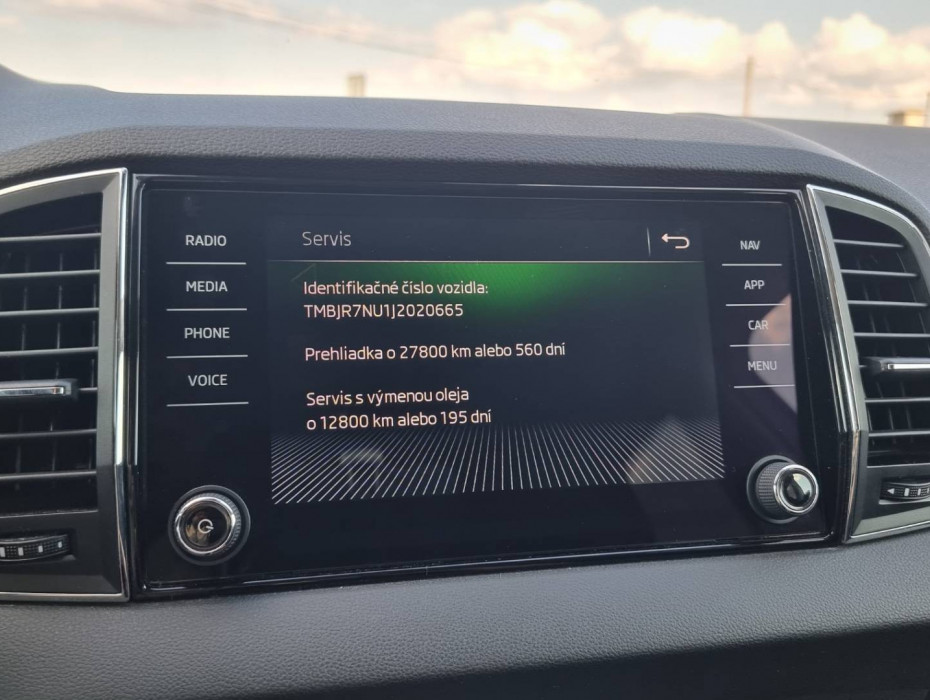 RADIO
MEDIA
PHONE
VOICE
Servis
Identifikačné číslo vozidla:
TMBJR7NU1J2020665
Prehliadka o 27800 km alebo 560 dní
Servis s výmenou oleja
o 12800 km alebo 195 dní
NAV
APP
CAR
MENU